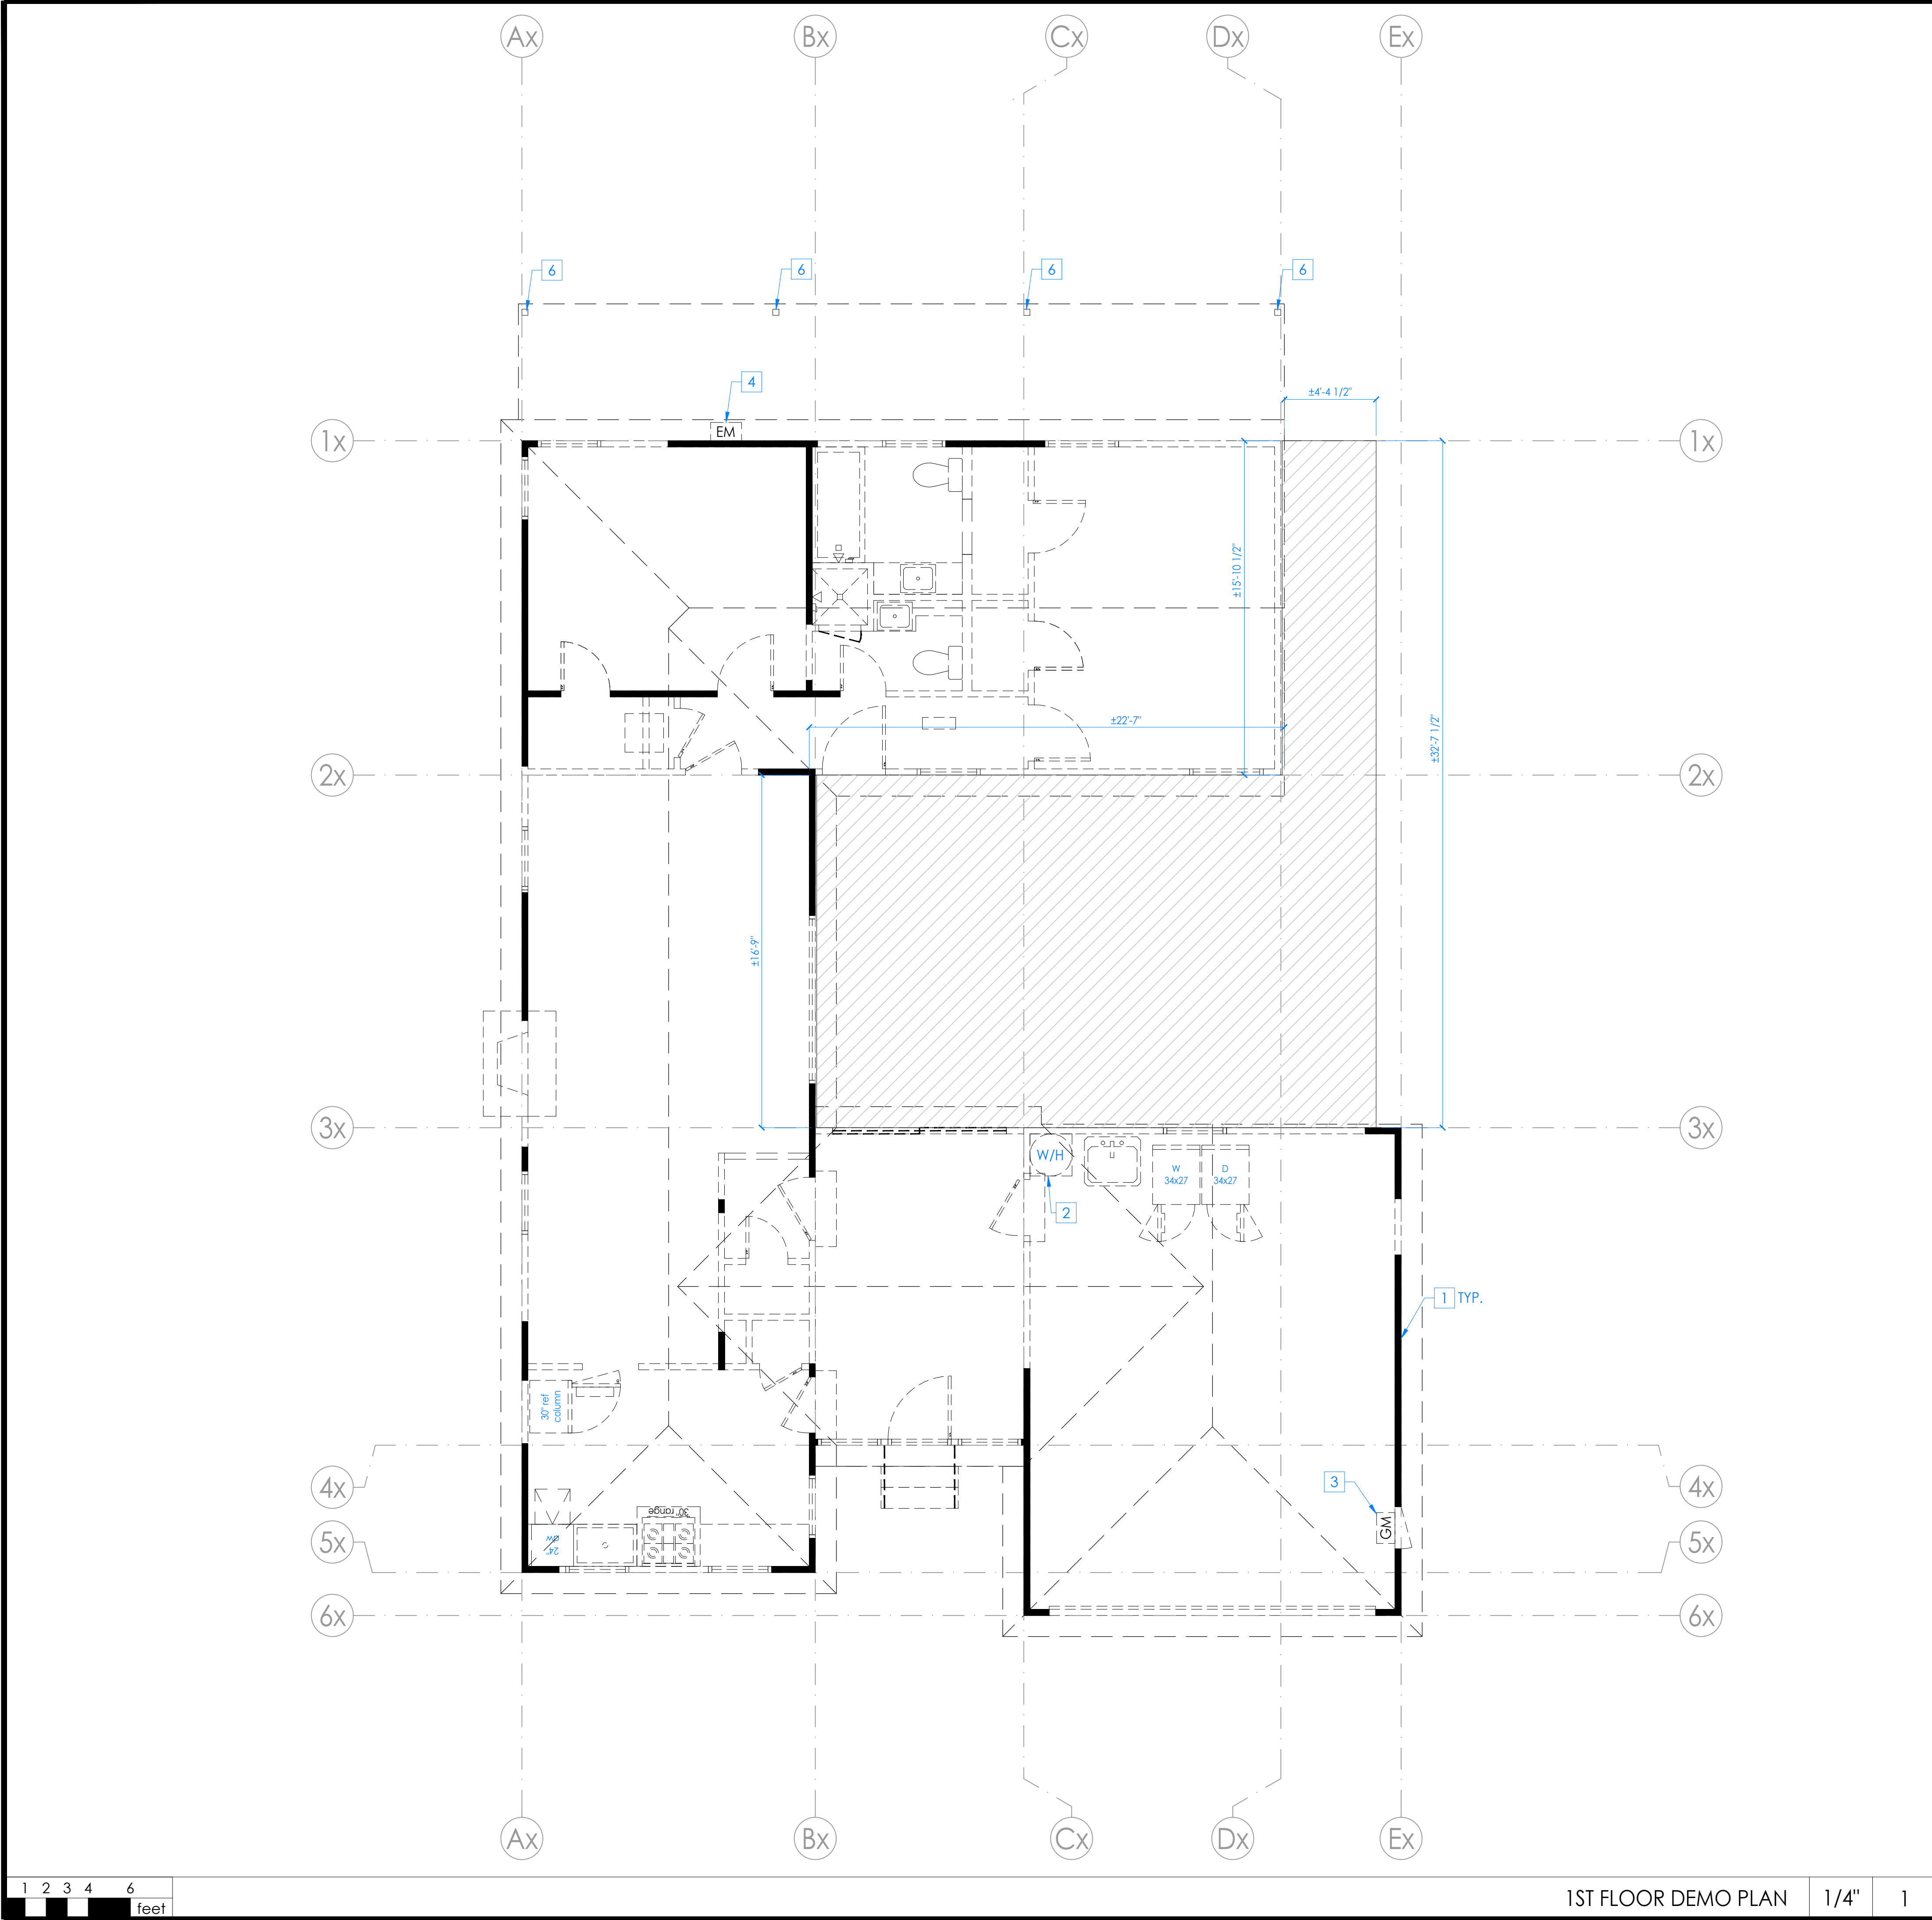 Ax Bx Cx Dx Ex
6 6 6 6
4
±4'-4 1/2"
1x EM 1x
±15'-10 1/2"
±22'-7"
±32'-7 1/2"
2x 2x
±16'-9"
3x 3x
W/H
W
34x27
D
34x27
2
1 TYP.
30" ref
column
4x 3 4x
30" range
GM
24"
DW
5x 5x
6x 6x
Ax Bx Cx Dx Ex
1 2 3 4 6
feet
1ST FLOOR DEMO PLAN 1/4" 1